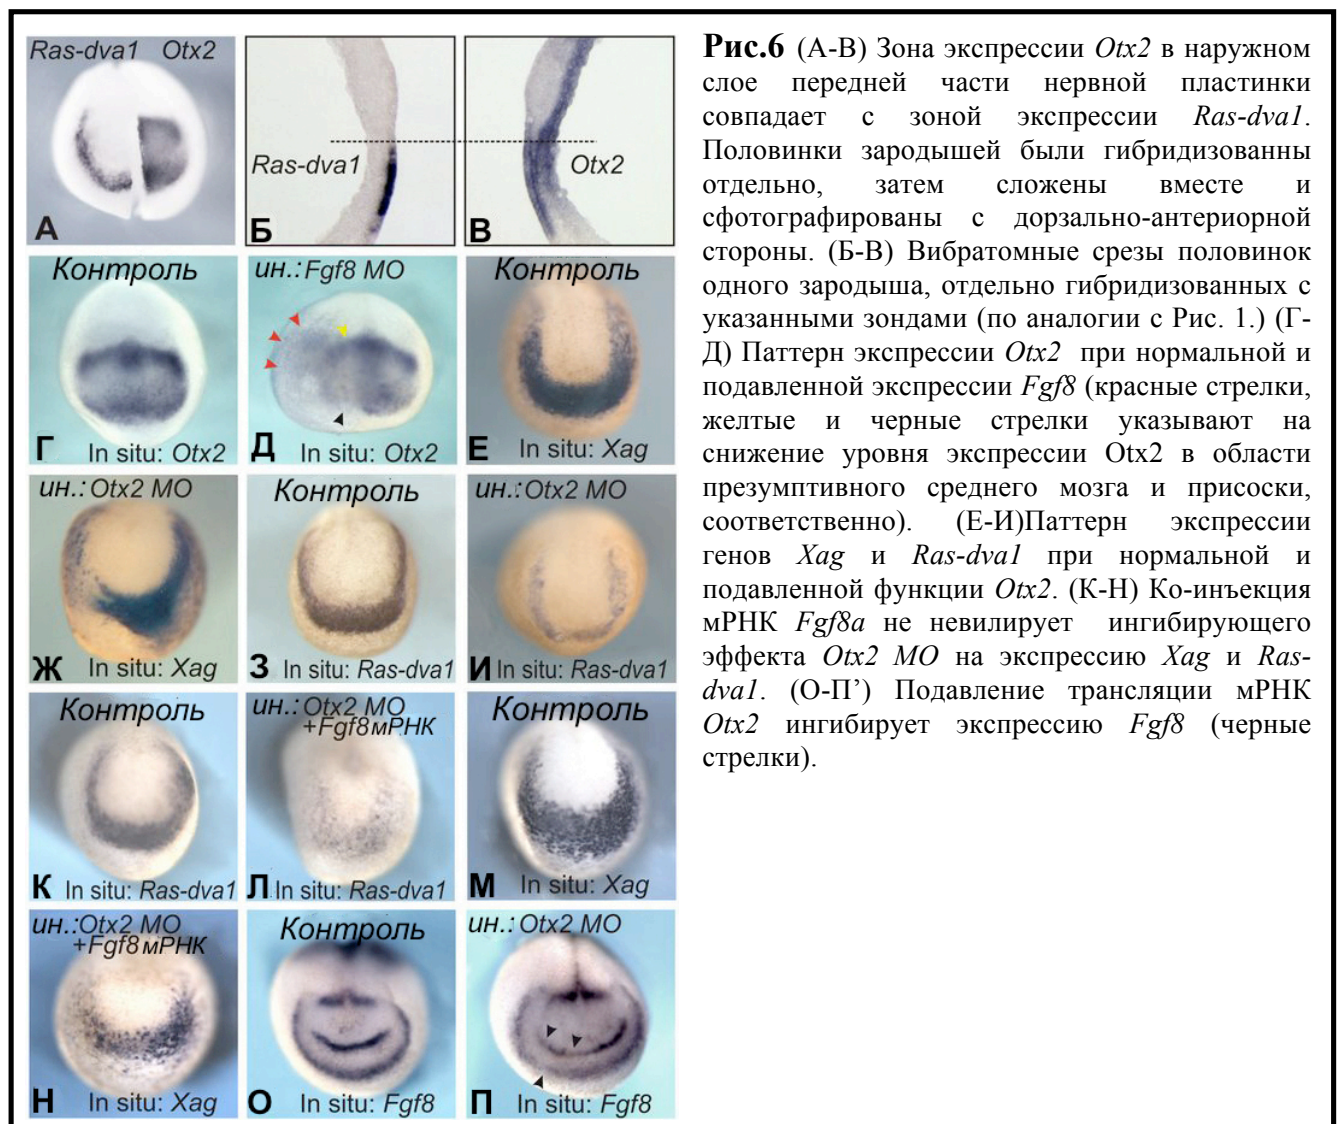 Ras-dva1 Otx2
А
Ras-dva1
Б
Otx2
В
Контроль
Г In situ: Otx2
ин.: Fgf8 MO
Д In situ: Otx2
Контроль
Е In situ: Xag
ин.: Otx2 MO
Ж In situ: Xag
Контроль
З In situ: Ras-dva1
ин.: Otx2 MO
И In situ: Ras-dva1
Контроль
К In situ: Ras-dva1
ин.: Otx2 MO
+Fgf8мРНК
Л In situ: Ras-dva1
М In situ: Xag
ин.:Otx2 MO
+Fgf8мРНК
Н In situ: Xag
Контроль
О In situ: Fgf8
ин.: Otx2 MO
П In situ: Fgf8
Рис.6 (А-В) Зона экспрессии Otx2 в наружном
слое передней части нервной пластинки
совпадает с зоной экспрессии Ras-dva1.
Половинки зародышей были гибридизованны
отдельно, затем сложены вместе и
сфотографированы с дорзально-антериорной
стороны. (Б-В) Вибратомные срезы половинок
одного зародыша, отдельно гибридизованных с
указанными зондами (по аналогии с Рис. 1.) (Г-
Д) Паттерн экспрессии Otx2 при нормальной и
подавленной экспрессии Fgf8 (красные стрелки,
желтые и черные стрелки указывают на
снижение уровня экспрессии Otx2 в области
презумптивного среднего мозга и присоски,
соответственно). (Е-И)Паттерн экспрессии
генов Xag и Ras-dva1 при нормальной и
подавленной функции Otx2. (К-Н) Ко-инъекция
мРНК Fgf8a не невилирует ингибирующего
эффекта Otx2 MO на экспрессию Xag и Ras-
dva1. (О-П’) Подавление трансляции мРНК
Otx2 ингибирует экспрессию Fgf8 (черные
стрелки).